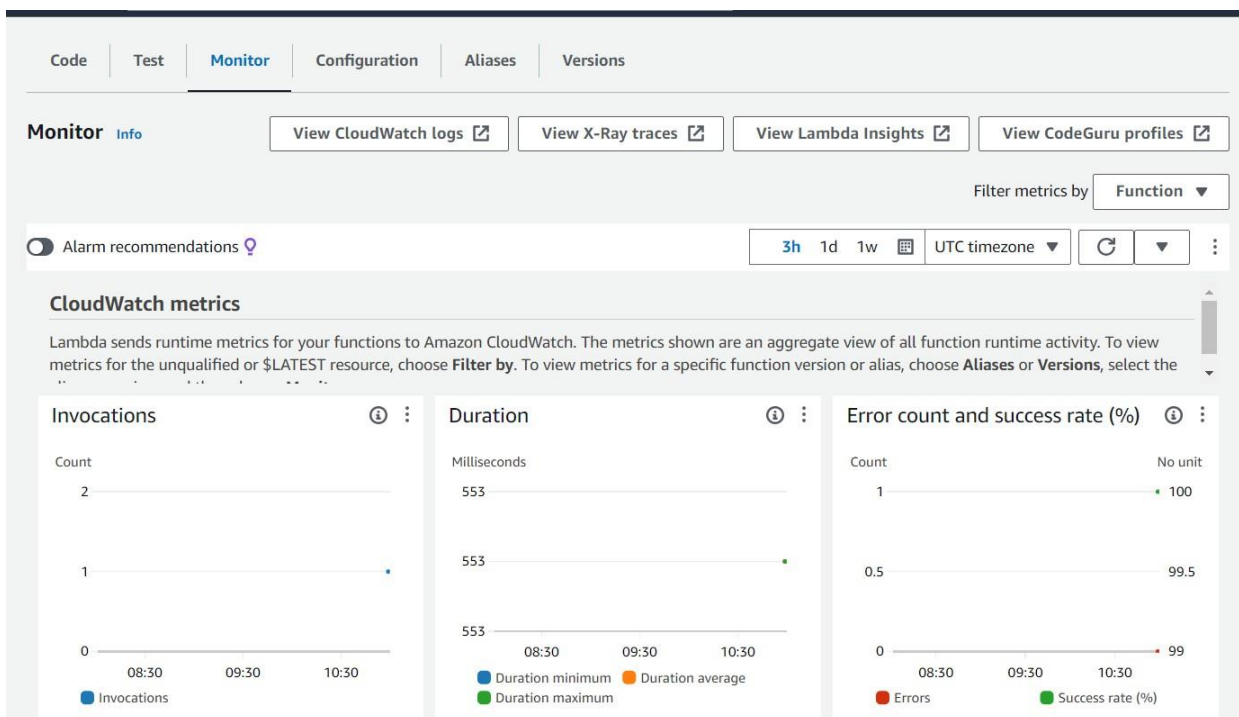 Code Test Monitor Configuration Aliases Versions
Monitor Info View CloudWatch logs View X-Ray traces View Lambda Insights View CodeGuru profiles
Filter metrics by Function
Alarm recommendations 3h 1d 1w UTC timezone
CloudWatch metrics
Lambda sends runtime metrics for your functions to Amazon CloudWatch. The metrics shown are an aggregate view of all function runtime activity. To view
metrics for the unqualified or $LATEST resource, choose Filter by. To view metrics for a specific function version or alias, choose Aliases or Versions, select the
Invocations
Count
2
1
0
08:30 09:30 10:30
Invocations
Duration
Milliseconds
553
553
553
08:30 09:30 10:30
Duration minimum Duration average
Duration maximum
Error count and success rate (%)
Count No unit
1 100
0.5 99.5
0 99
08:30 09:30 10:30
Errors Success rate (%)